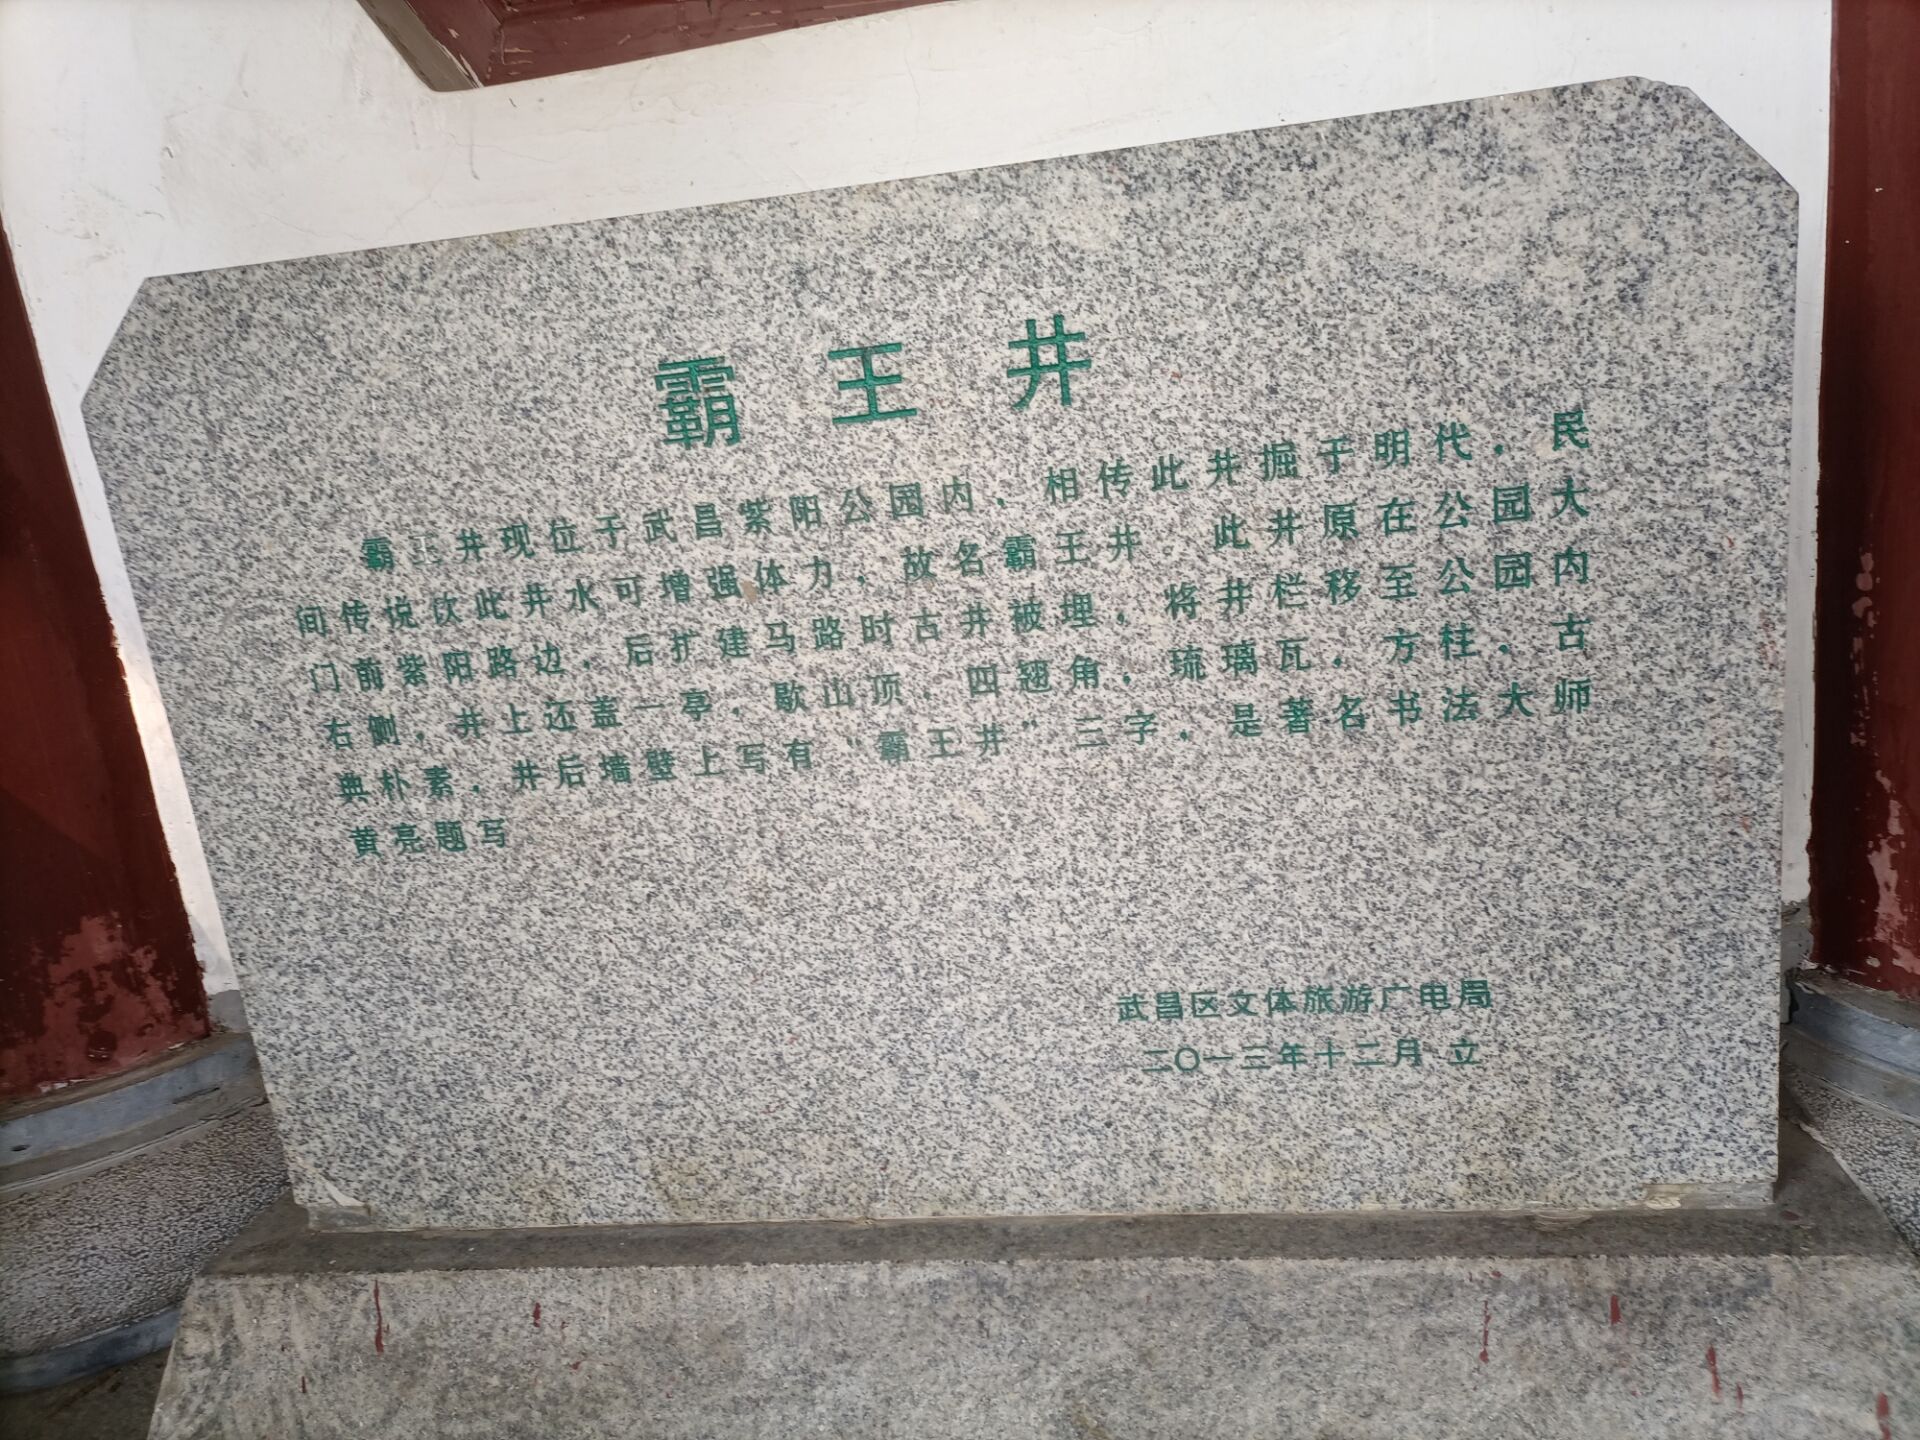 霸王井
霸王井现位于武昌紫阳公园内，相传此井掘于明代，民
间传说饮此井水可增强体力，故名霸王井。此井原在公园大
门前紫阳路边，后扩建马路时古井被埋，将井栏移至公园内
右侧，井上还盖一亭，歇山顶，四翘角，琉璃瓦，方柱，古
典朴素，井后墙壁上写有“霸王井”三字，是著名书法大师
黄亮题写
武昌区文体旅游广电局
二〇一三年十二月 立